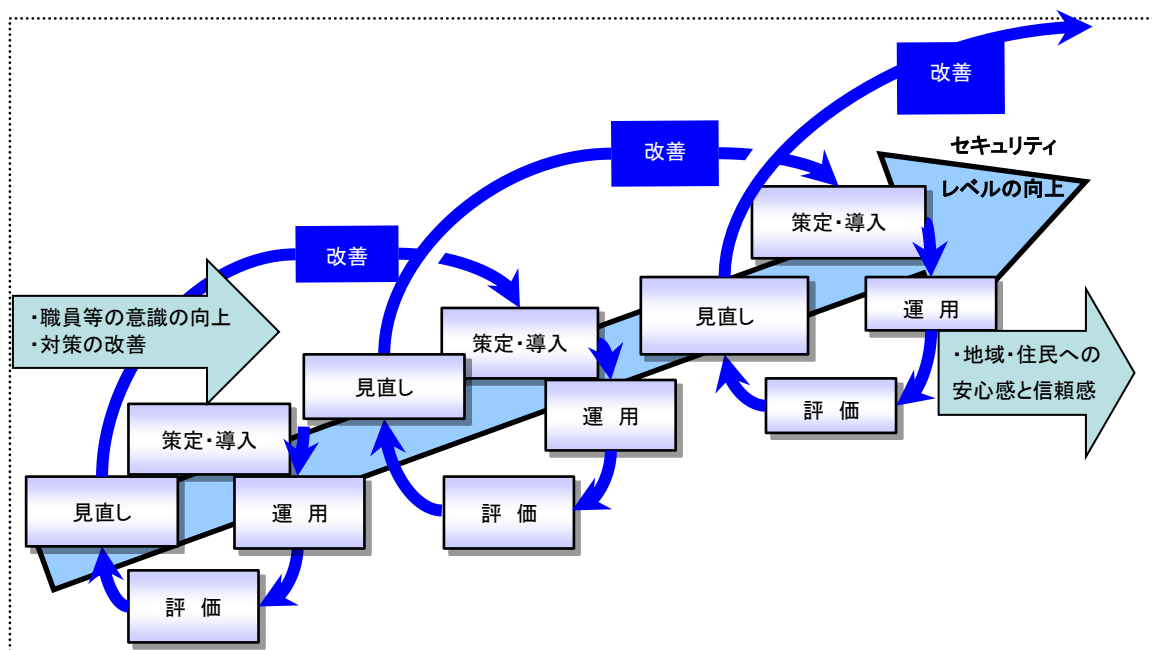 改善
改善
セキュリティ
レベルの向上
策定・導入
改善
・職員等の意識の向上
・対策の改善
見直し
運　用
策定・導入
・地域・住民への
安心感と信頼感
見直し
評　価
運　用
策定・導入
見直し
運　用
評　価
評　価